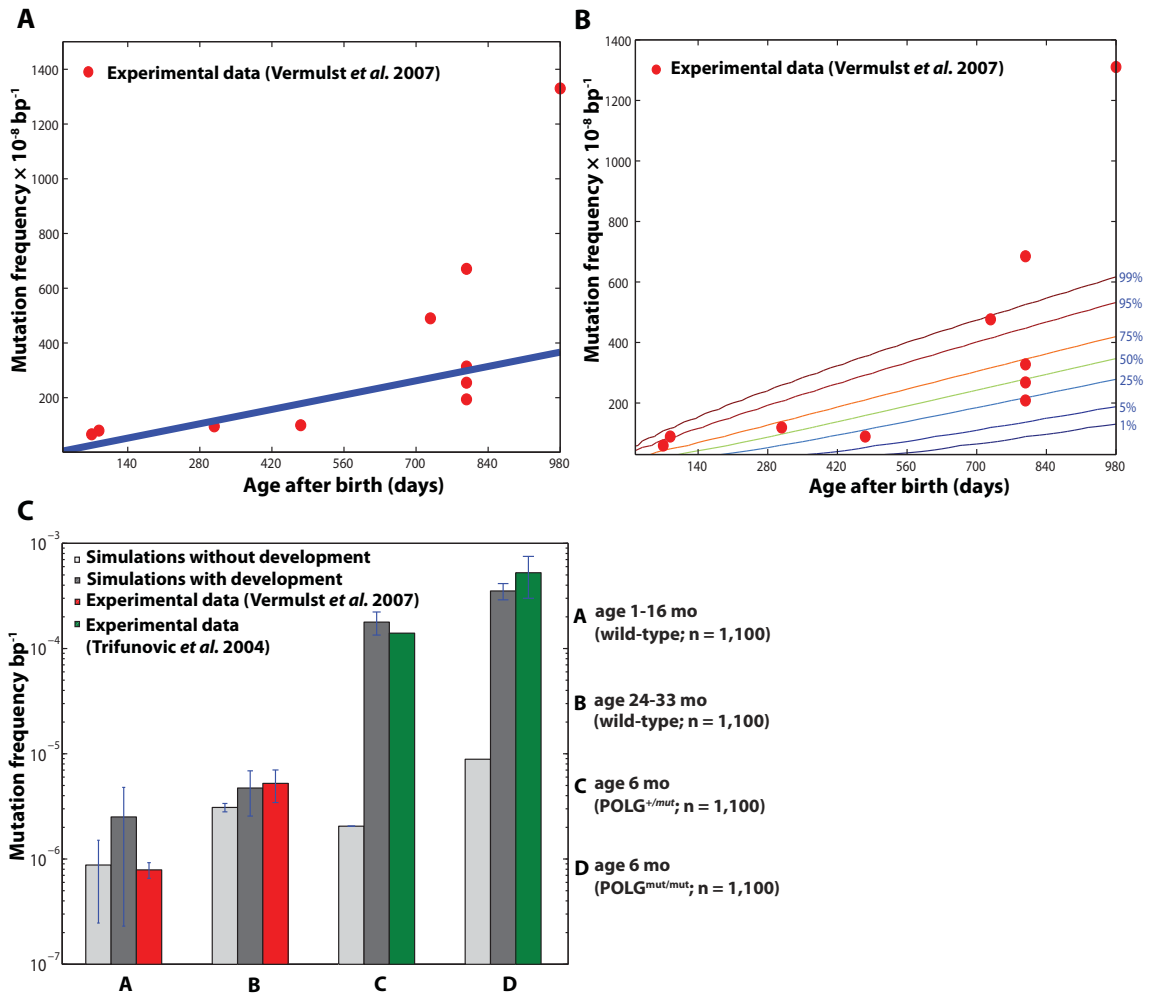 A
Experimental data (Vermulst et al. 2007)
Mutation frequency × 10⁻⁸ bp⁻¹
1400
1200
1000
800
600
400
200
140
280
420
560
700
840
980
Age after birth (days)
B
Experimental data (Vermulst et al. 2007)
Mutation frequency × 10⁻⁸ bp⁻¹
1400
1200
1000
800
600
400
200
140
280
420
560
700
840
980
Age after birth (days)
99%
95%
75%
50%
25%
5%
1%
C
Simulations without development
Simulations with development
Experimental data (Vermulst et al. 2007)
Experimental data
(Trifunovic et al. 2004)
Mutation frequency bp⁻¹
10⁻³
10⁻⁴
10⁻⁵
10⁻⁶
10⁻⁷
A
B
C
D
A age 1-16 mo
(wild-type; n = 1,100)
B age 24-33 mo
(wild-type; n = 1,100)
C age 6 mo
(POLG⁺/ᵐᵘᵗ; n = 1,100)
D age 6 mo
(POLGᵐᵘᵗ/ᵐᵘᵗ; n = 1,100)